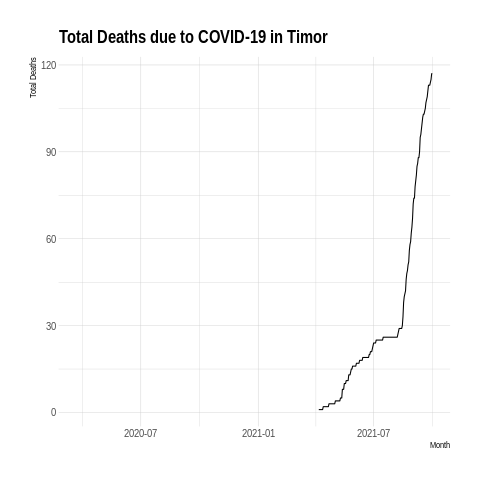 Total Deaths due to COVID-19 in Timor
Total Deaths
120
90
60
30
0
2020-07
2021-01
2021-07
Month